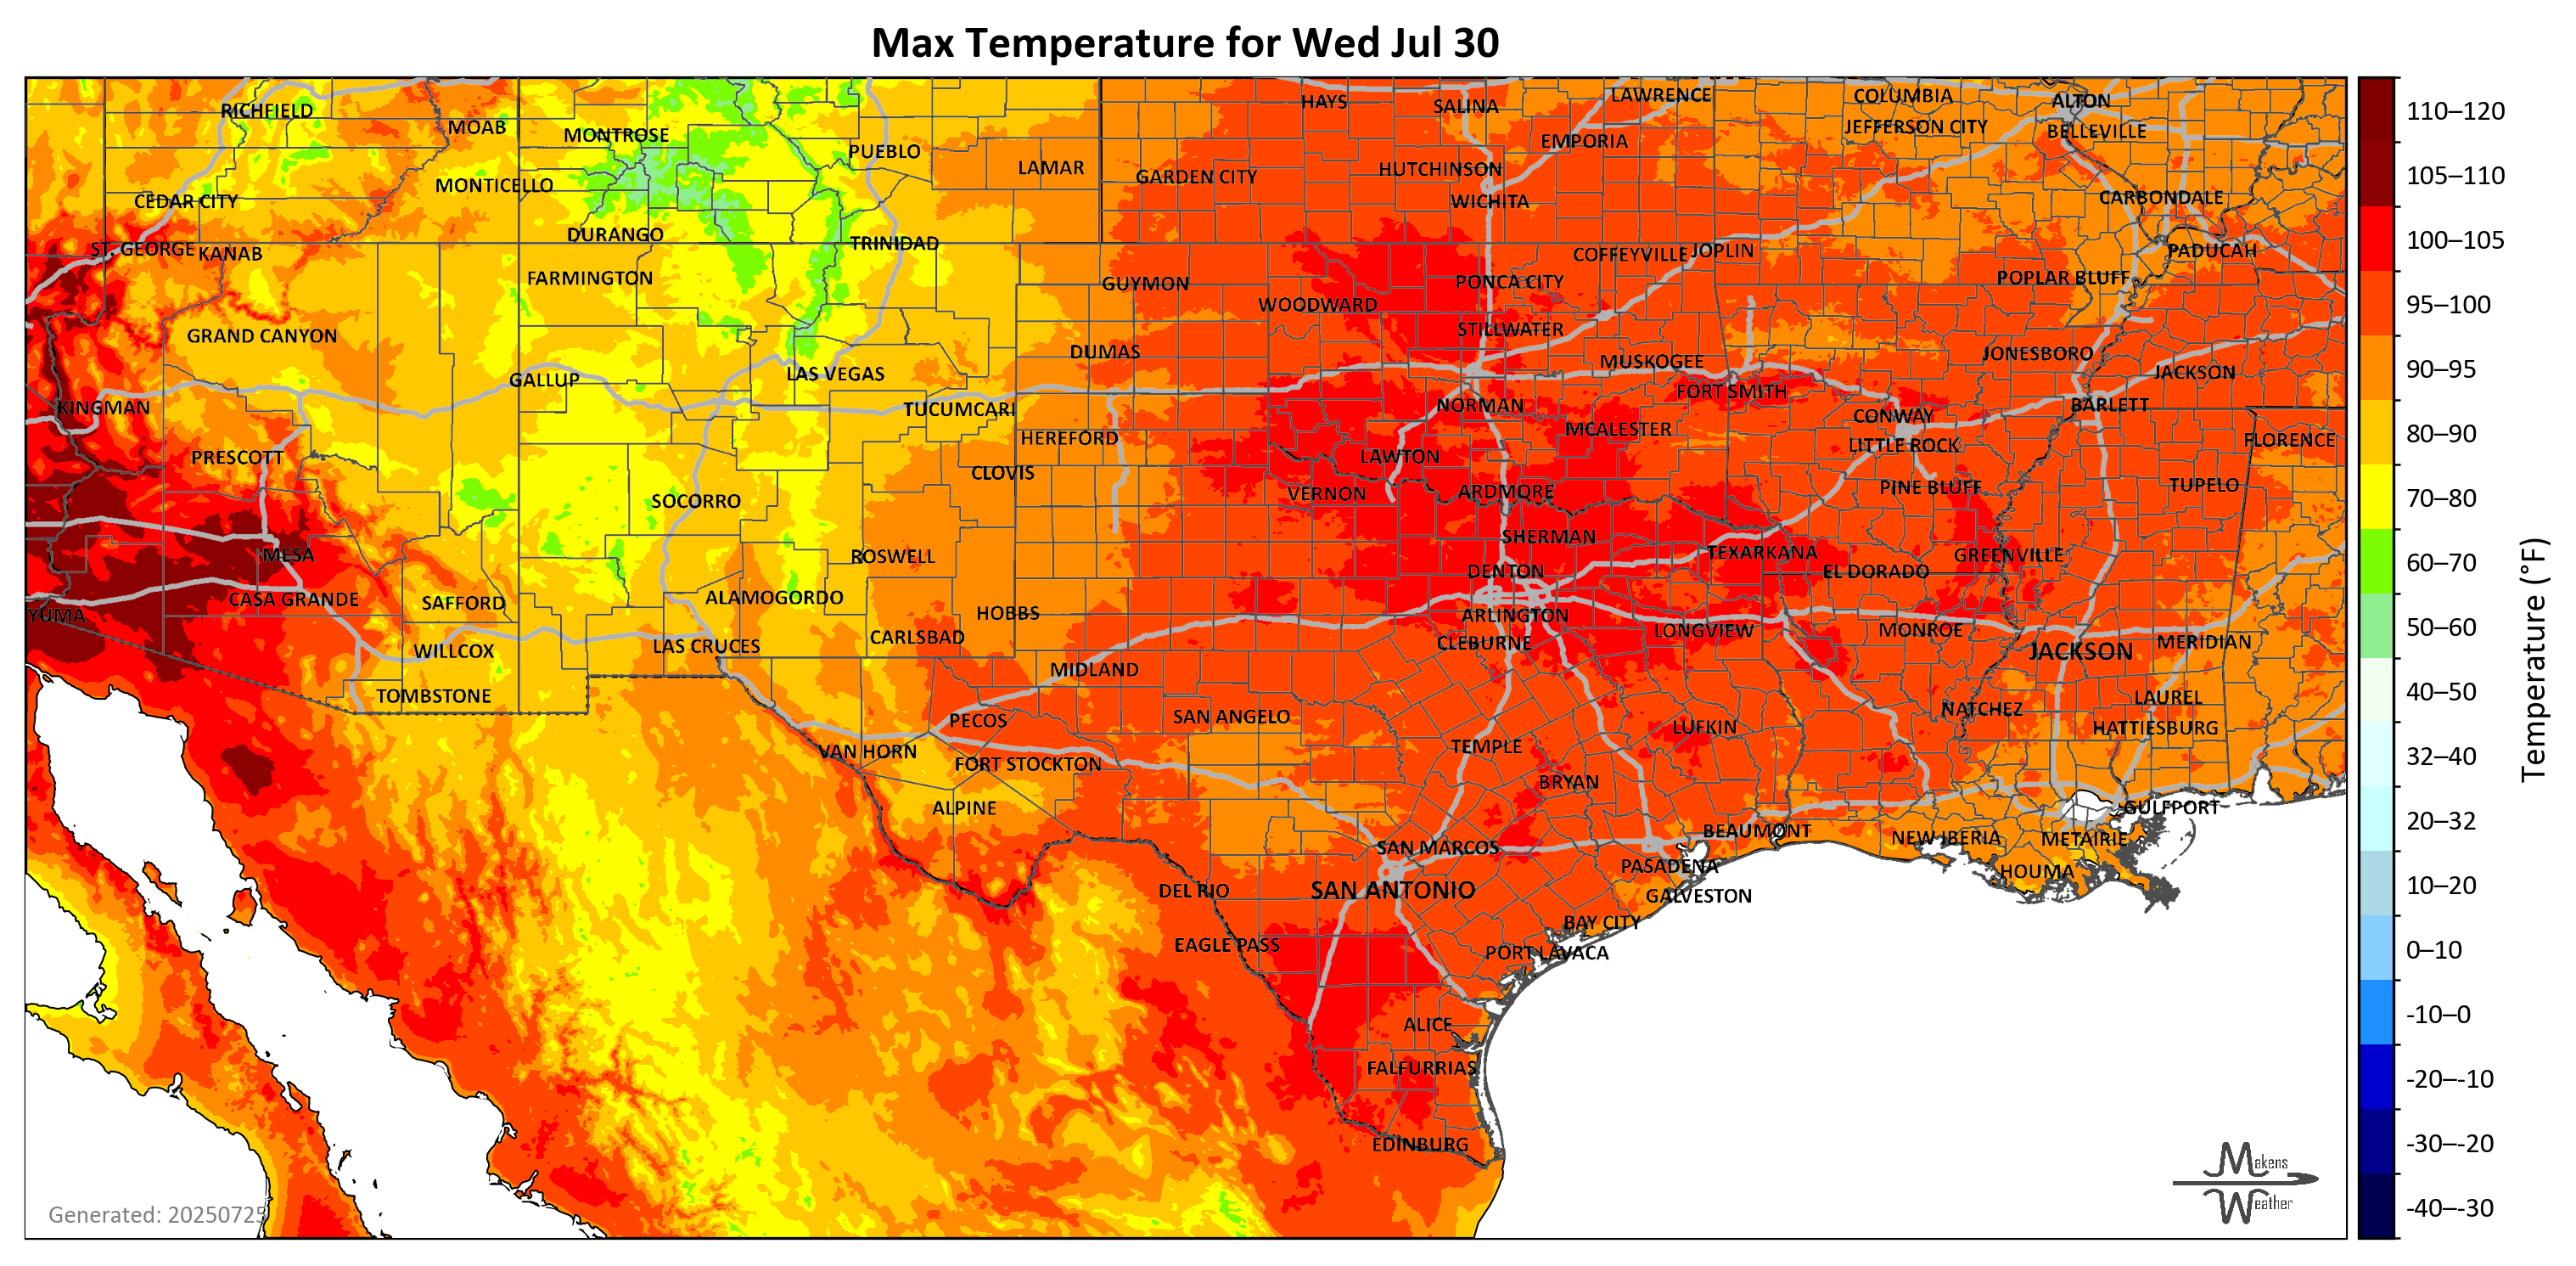 Max Temperature for Wed Jul 30
RICHFIELD
MOAB
MONTROSE
PUEBLO
LAMAR
HAYS
SALINA
LAWRENCE
COLUMBIA
ALTON
EMPORIA
JEFFERSON CITY
BELLEVILLE
MONTICELLO
GARDEN CITY
HUTCHINSON
WICHITA
CEDAR CITY
CARBONDALE
DURANGO
TRINIDAD
ST. GEORGE
KANAB
COFFEYVILLE
JOPLIN
PADUCAH
FARMINGTON
GUYMON
PONCA CITY
POPLAR BLUFF
WOODWARD
GRAND CANYON
STILLWATER
DUMAS
MUSKOGEE
JONESBORO
GALLUP
LAS VEGAS
FORT SMITH
JACKSON
KINGMAN
TUCUMCARI
NORMAN
CONWAY
BARLETT
HEREFORD
MCALESTER
LITTLE ROCK
FLORENCE
PRESCOTT
CLOVIS
LAWTON
SOCORRO
VERNON
ARDMORE
PINE BLUFF
TUPELO
SHERMAN
MESA
ROSWELL
TEXARKANA
GREENVILLE
DENTON
EL DORADO
YUMA
CASA GRANDE
SAFFORD
ALAMOGORDO
HOBBS
ARLINGTON
WILLCOX
LAS CRUCES
CARLSBAD
CLEBURNE
LONGVIEW
MONROE
JACKSON
MERIDIAN
MIDLAND
TOMBSTONE
PECOS
SAN ANGELO
LUFKIN
NATCHEZ
LAUREL
HATTIESBURG
VAN HORN
FORT STOCKTON
TEMPLE
BRYAN
ALPINE
GULFPORT
BEAUMONT
NEW IBERIA
METAIRIE
SAN MARCOS
PASADENA
HOUMA
DEL RIO
SAN ANTONIO
GALVESTON
BAY CITY
EAGLE PASS
PORT LAVACA
ALICE
FALFURRIAS
EDINBURG
Generated: 20250725
Makens
Weather
110–120
105–110
100–105
95–100
90–95
80–90
70–80
60–70
50–60
40–50
32–40
20–32
10–20
0–10
-10–0
-20–-10
-30–-20
-40–-30
Temperature (°F)